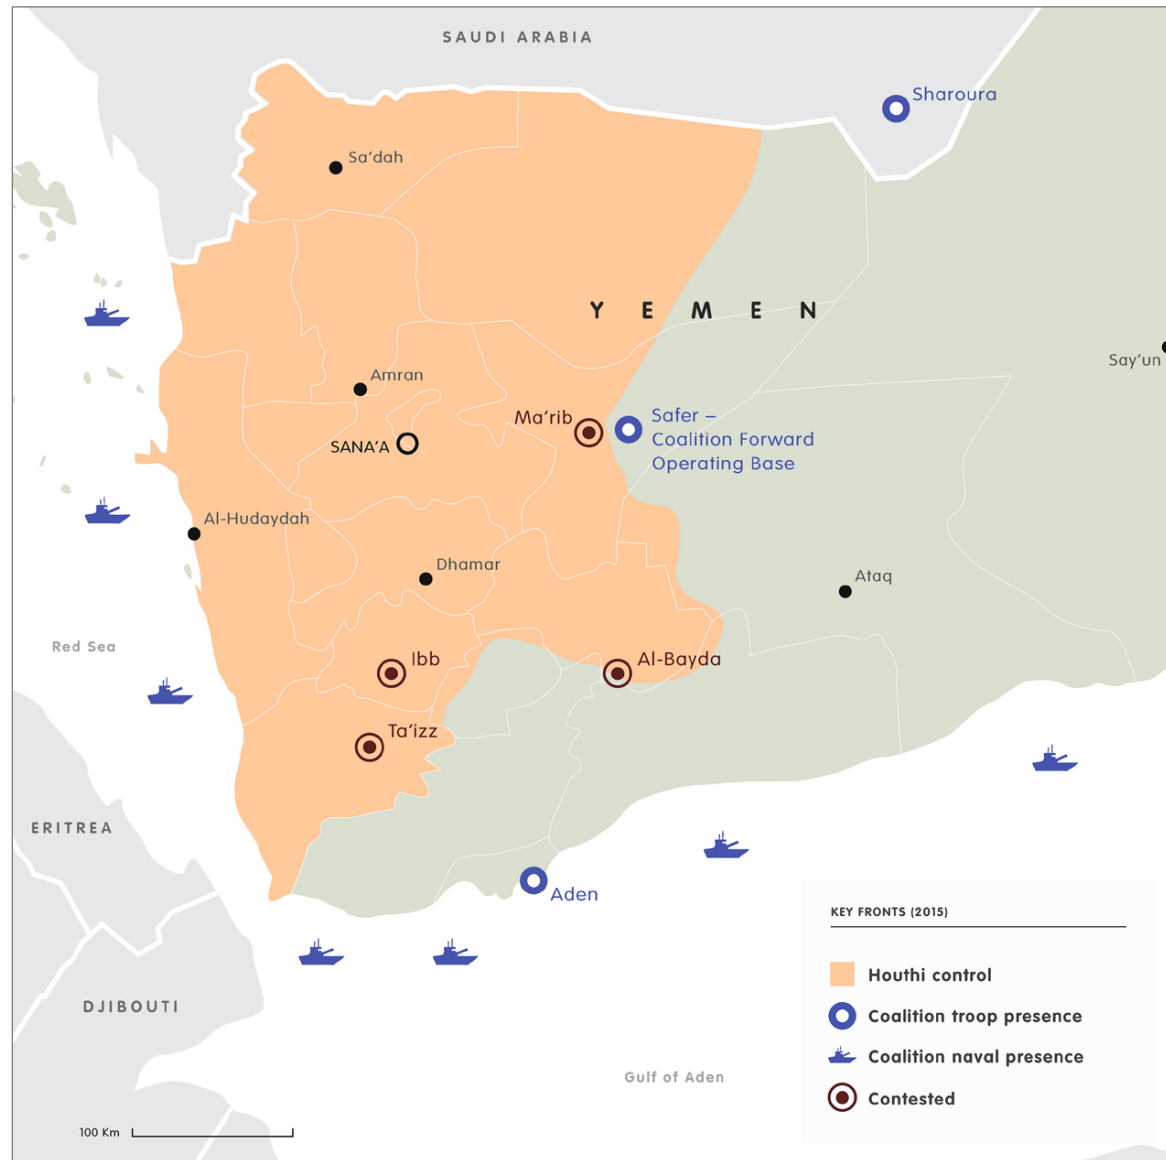 SAUDI ARABIA
Sharoura
Sa’dah
YEMEN
Say’un
Amran
Ma’rib
Safer –
Coalition Forward
Operating Base
SANA’A
Al-Hudaydah
Dhamar
Ataq
Red Sea
Ibb
Al-Bayda
Ta’izz
ERITREA
Aden
KEY FRONTS (2015)
Houthi control
Coalition troop presence
Coalition naval presence
Contested
DJIBOUTI
Gulf of Aden
100 Km